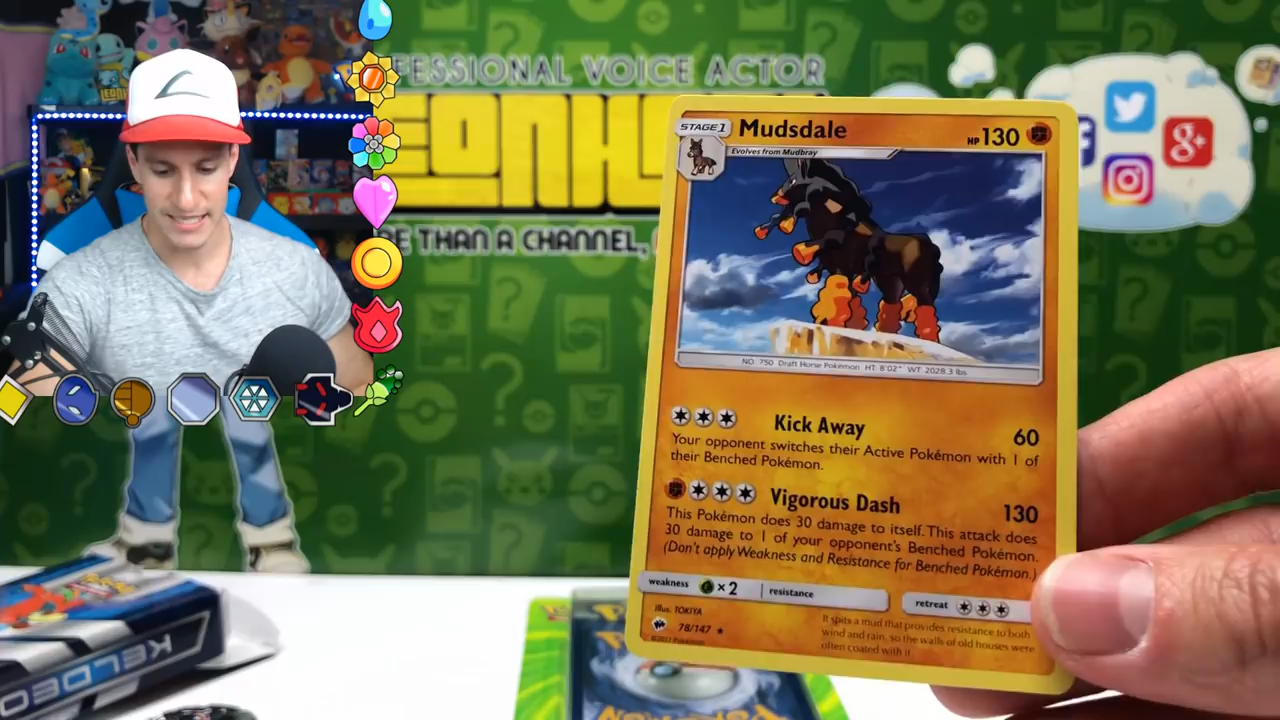 FESSIONAL VOICE ACTOR
LEONH
RE THAN A CHANNEL,
STAGE 1
Mudsdale
HP 130
Evolves from Mudbray
NO. 750 Draft Horse Pokémon HT: 8'02" WT: 2028.3 lbs.
Kick Away 60
Your opponent switches their Active Pokémon with 1 of
their Benched Pokémon.
Vigorous Dash 130
This Pokémon does 30 damage to itself. This attack does
30 damage to 1 of your opponent's Benched Pokémon.
(Don't apply Weakness and Resistance for Benched Pokémon.)
weakness ×2 resistance retreat
Illus. TOKIYA
78/147 ★
©2017 Pokémon
It spits a mud that provides resistance to both
wind and rain, so the walls of old houses were
often coated with it.
KELDEO
g+